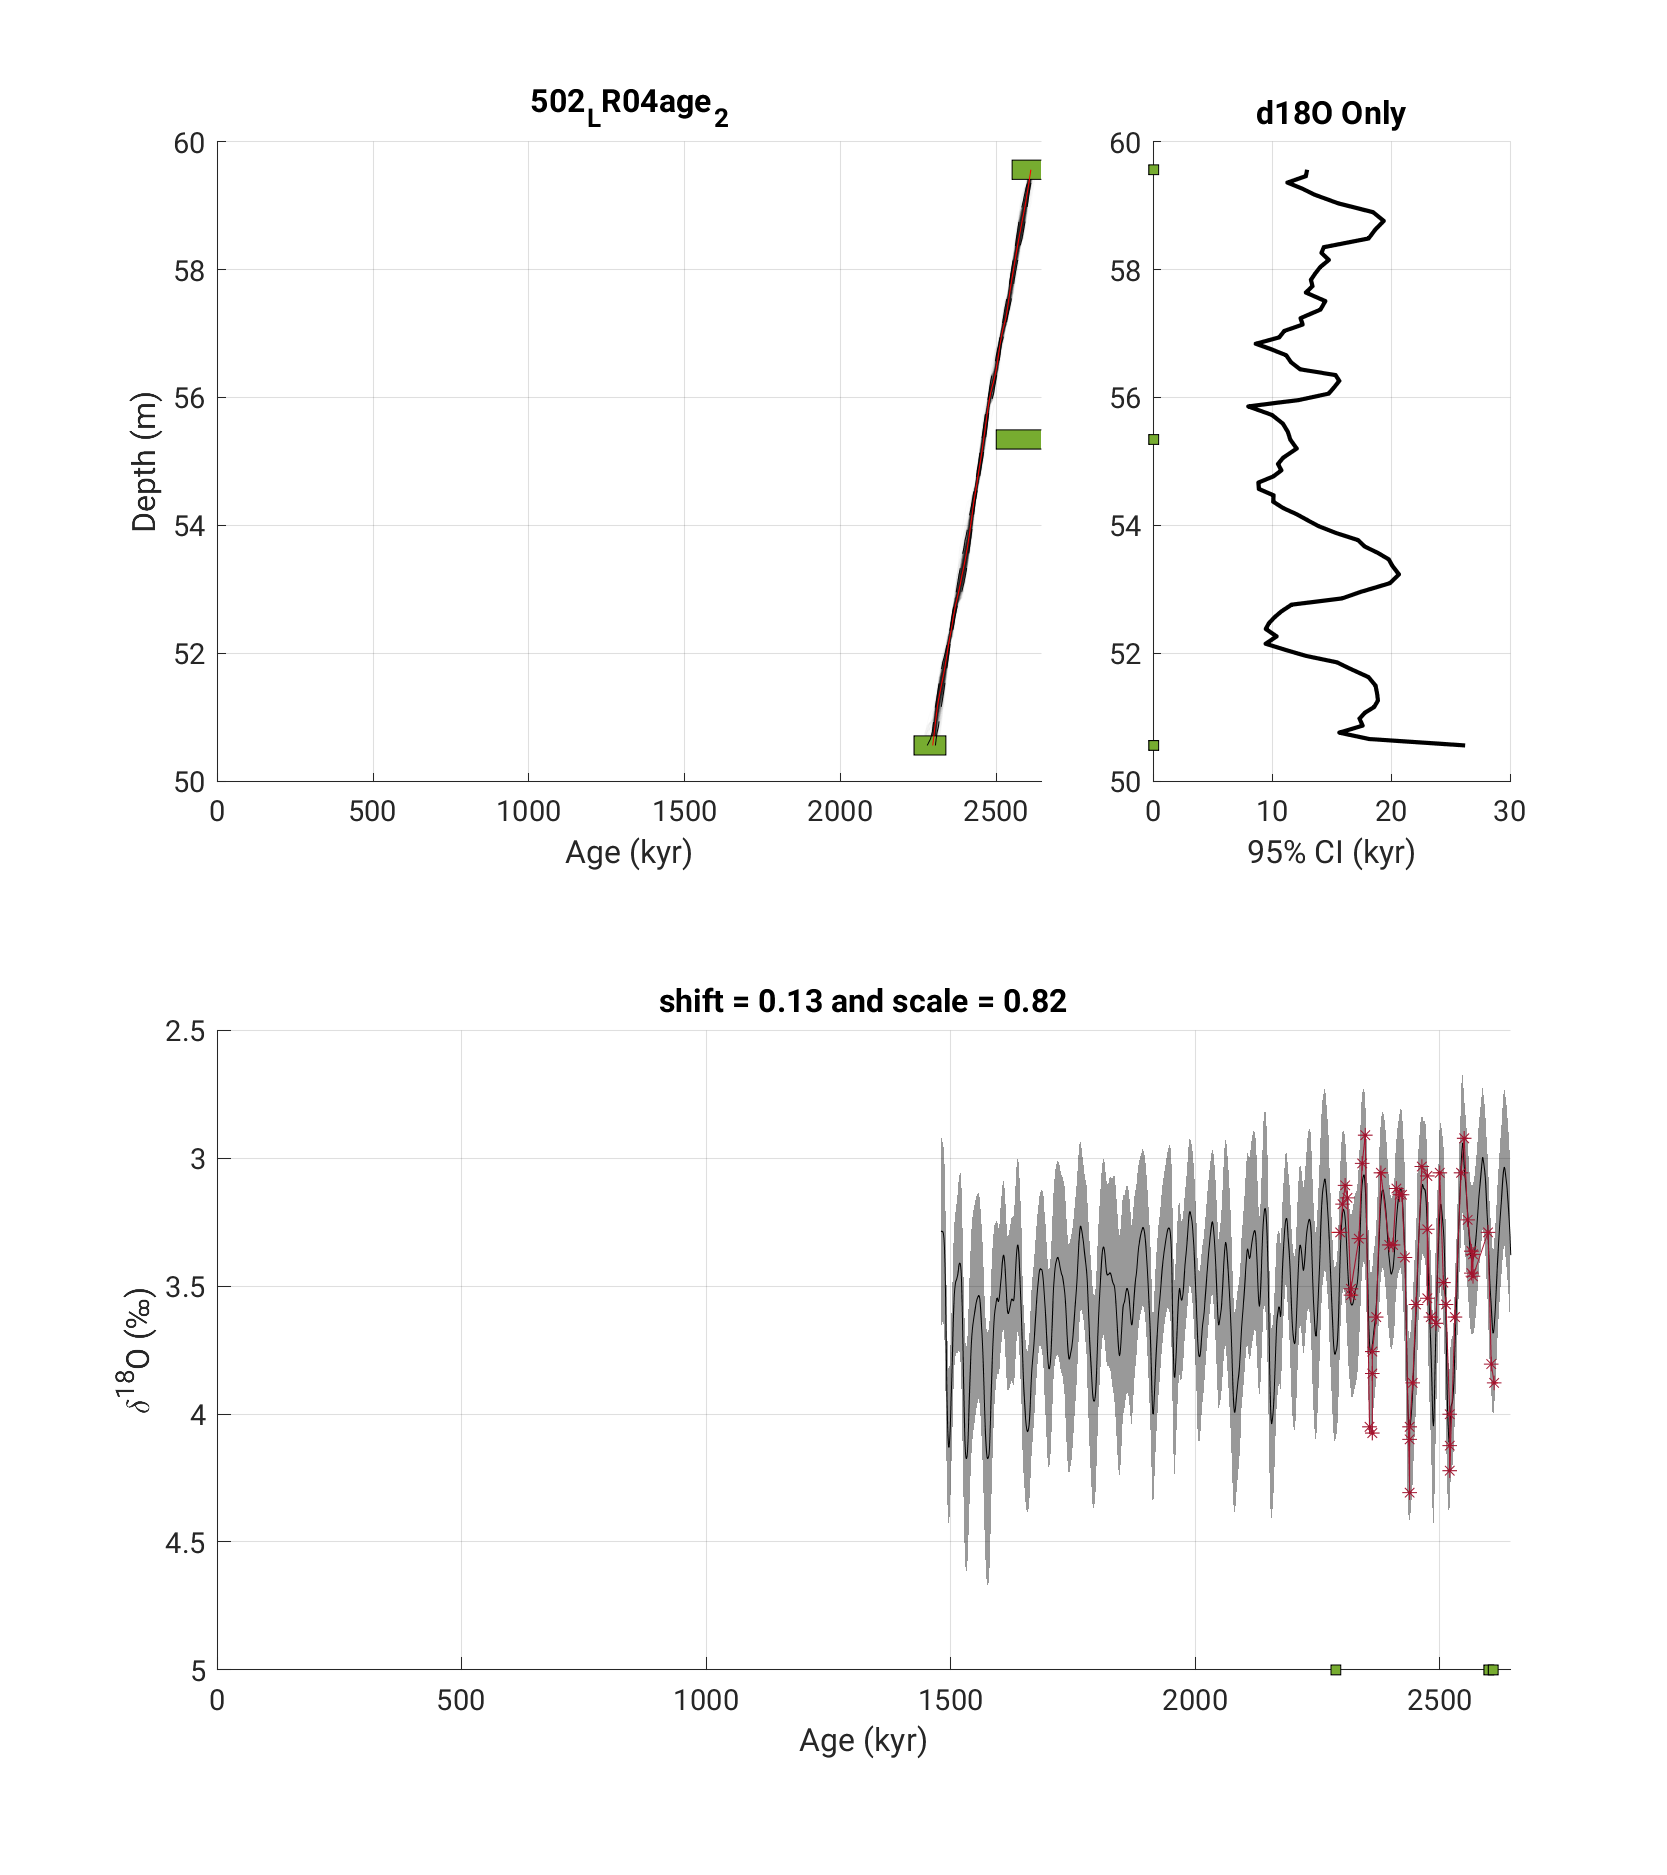 502_LR04age_2
60
58
56
54
52
50
Depth (m)
0 500 1000 1500 2000 2500
Age (kyr)
d18O Only
60
58
56
54
52
50
0 10 20 30
95% CI (kyr)
shift = 0.13 and scale = 0.82
2.5
3
3.5
4
4.5
5
δ¹⁸O (‰)
0 500 1000 1500 2000 2500
Age (kyr)